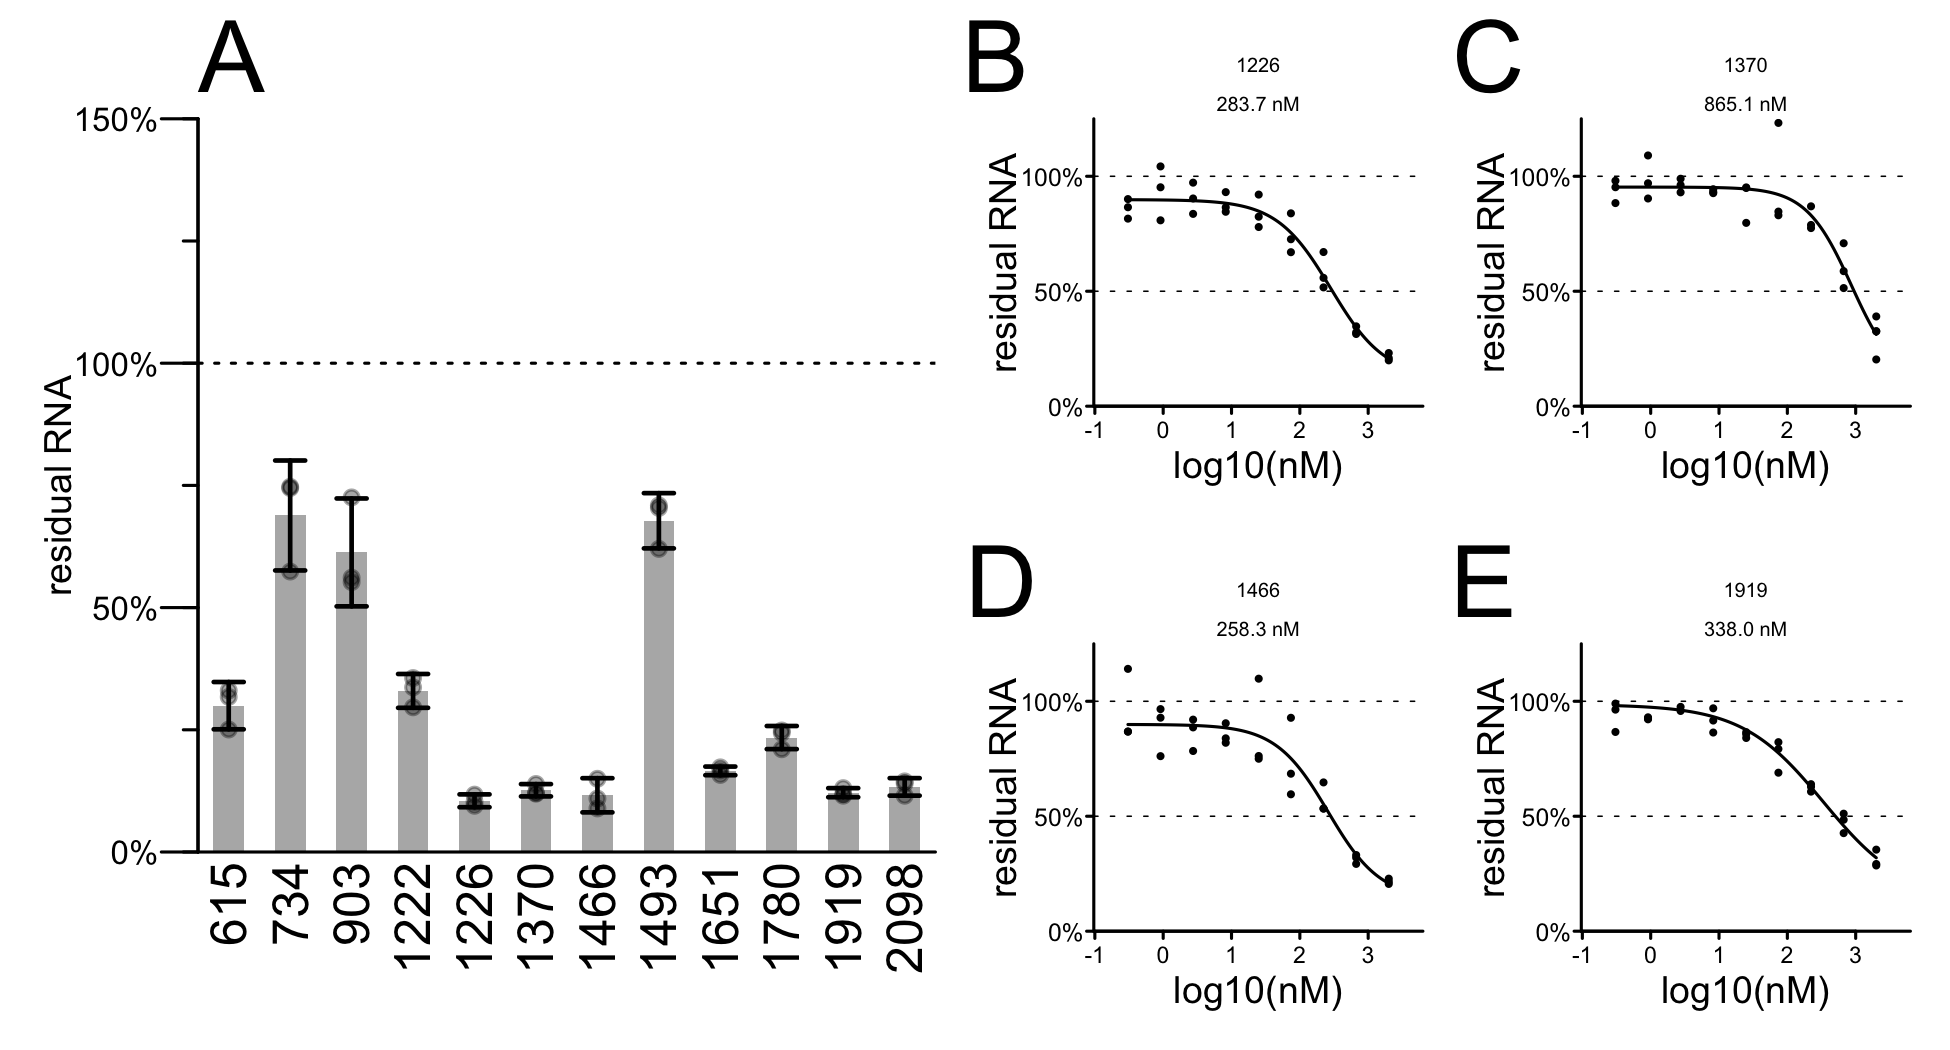 A
150%
100%
50%
0%
residual RNA
615
734
903
1222
1226
1370
1466
1493
1651
1780
1919
2098
B
1226
283.7 nM
100%
50%
0%
residual RNA
-1 0 1 2 3
log10(nM)
C
1370
865.1 nM
100%
50%
0%
residual RNA
-1 0 1 2 3
log10(nM)
D
1466
258.3 nM
100%
50%
0%
residual RNA
-1 0 1 2 3
log10(nM)
E
1919
338.0 nM
100%
50%
0%
residual RNA
-1 0 1 2 3
log10(nM)